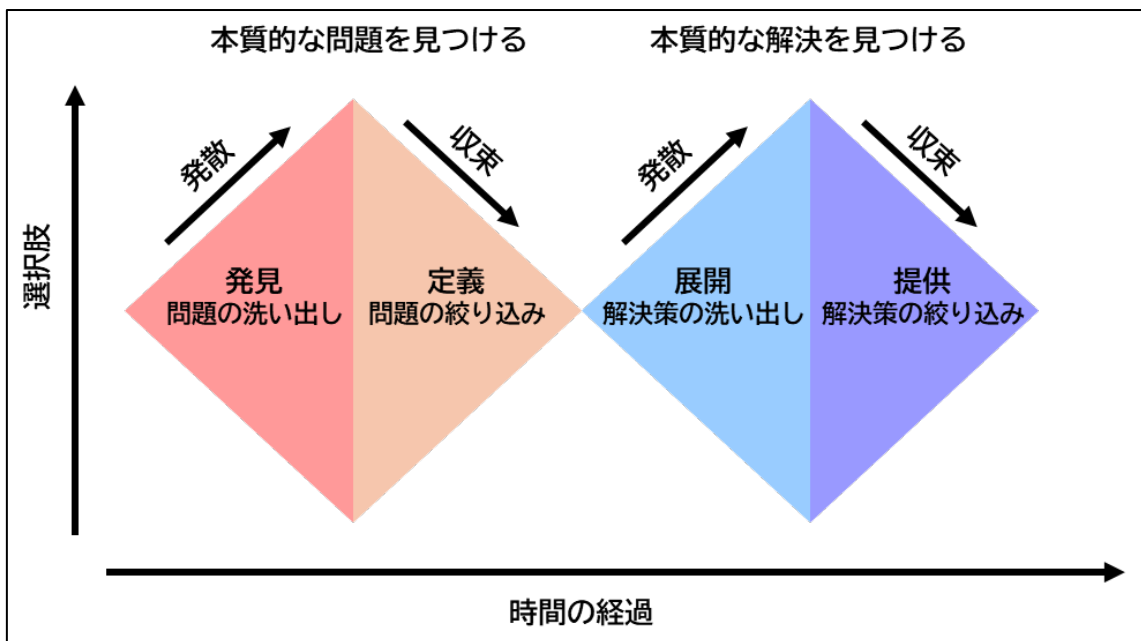 本質的な問題を見つける
本質的な解決を見つける
選択肢
発散
収束
発散
収束
発見
問題の洗い出し
定義
問題の絞り込み
展開
解決策の洗い出し
提供
解決策の絞り込み
時間の経過